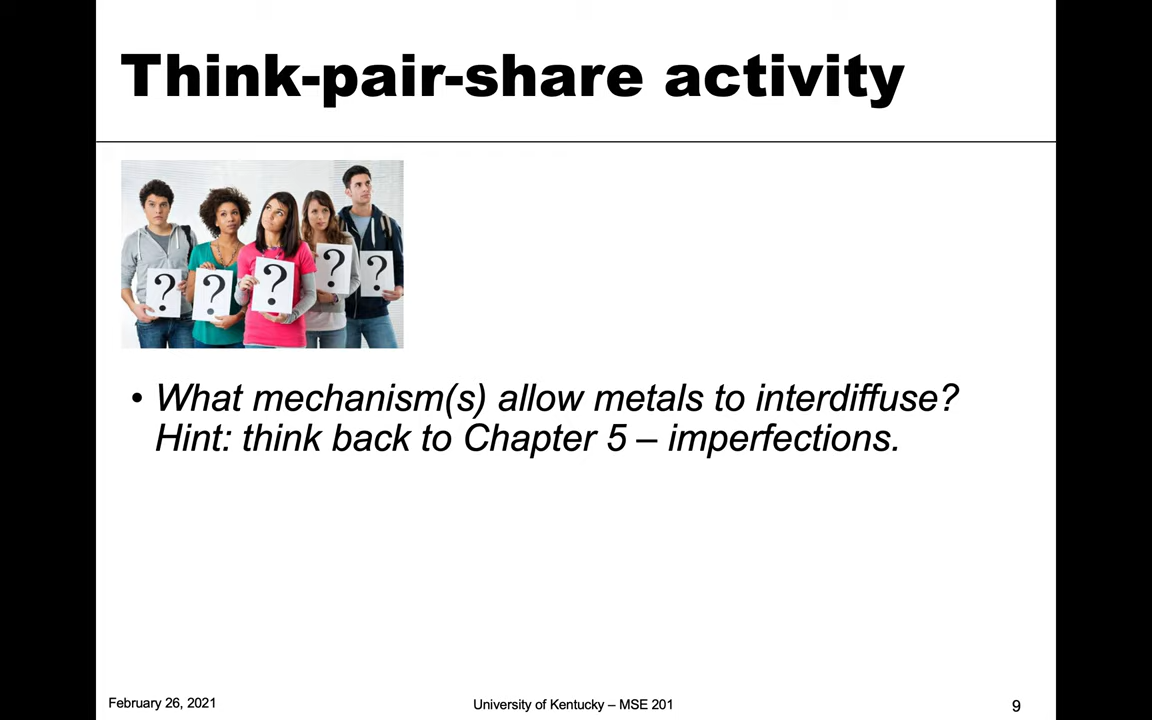 Think-pair-share activity
? ? ? ? ?
• What mechanism(s) allow metals to interdiffuse?
Hint: think back to Chapter 5 – imperfections.
February 26, 2021 University of Kentucky – MSE 201 9